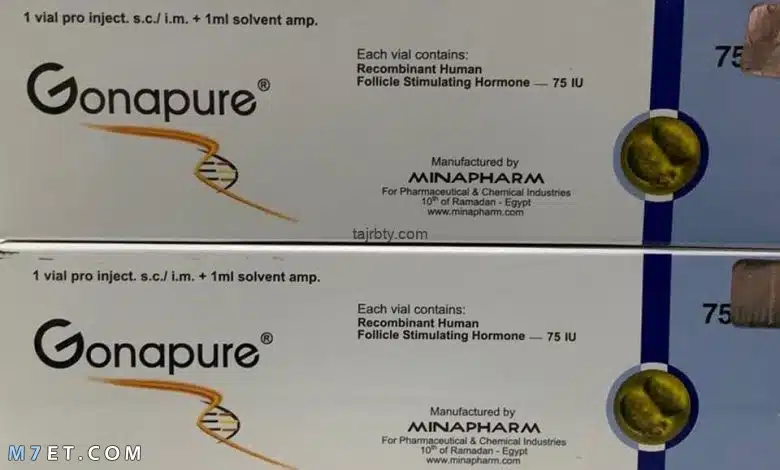 1 vial pro inject. s.c./ i.m. + 1ml solvent amp.
Gonapure®
Each vial contains:
Recombinant Human
Follicle Stimulating Hormone — 75 IU
75
Manufactured by
MINAPHARM
For Pharmaceutical & Chemical Industries
10th of Ramadan - Egypt
www.minapharm.com
tajrbty.com
1 vial pro inject. s.c./ i.m. + 1ml solvent amp.
Gonapure®
Each vial contains:
Recombinant Human
Follicle Stimulating Hormone — 75 IU
75
Manufactured by
MINAPHARM
For Pharmaceutical & Chemical Industries
10th of Ramadan - Egypt
www.minapharm.com
M7ET.COM